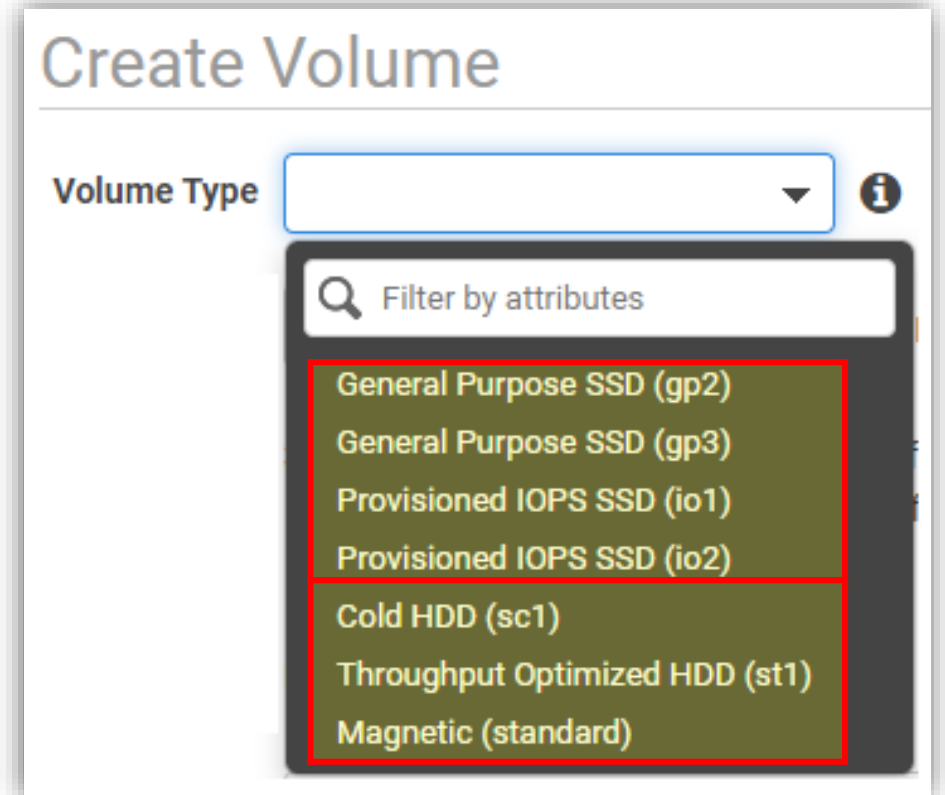 Create Volume
Volume Type
Filter by attributes
General Purpose SSD (gp2)
General Purpose SSD (gp3)
Provisioned IOPS SSD (io1)
Provisioned IOPS SSD (io2)
Cold HDD (sc1)
Throughput Optimized HDD (st1)
Magnetic (standard)